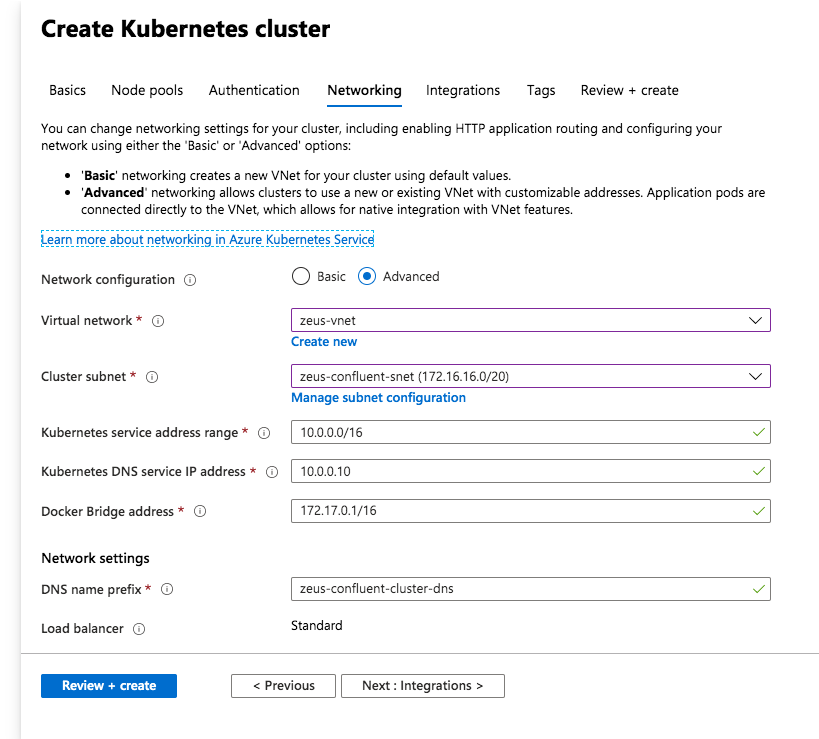 Create Kubernetes cluster
Basics Node pools Authentication Networking Integrations Tags Review + create
You can change networking settings for your cluster, including enabling HTTP application routing and configuring your
network using either the 'Basic' or 'Advanced' options:
• 'Basic' networking creates a new VNet for your cluster using default values.
• 'Advanced' networking allows clusters to use a new or existing VNet with customizable addresses. Application pods are
connected directly to the VNet, which allows for native integration with VNet features.
Learn more about networking in Azure Kubernetes Service
Network configuration Basic Advanced
Virtual network * zeus-vnet
Create new
Cluster subnet * zeus-confluent-snet (172.16.16.0/20)
Manage subnet configuration
Kubernetes service address range * 10.0.0.0/16
Kubernetes DNS service IP address * 10.0.0.10
Docker Bridge address * 172.17.0.1/16
Network settings
DNS name prefix * zeus-confluent-cluster-dns
Load balancer Standard
Review + create < Previous Next : Integrations >